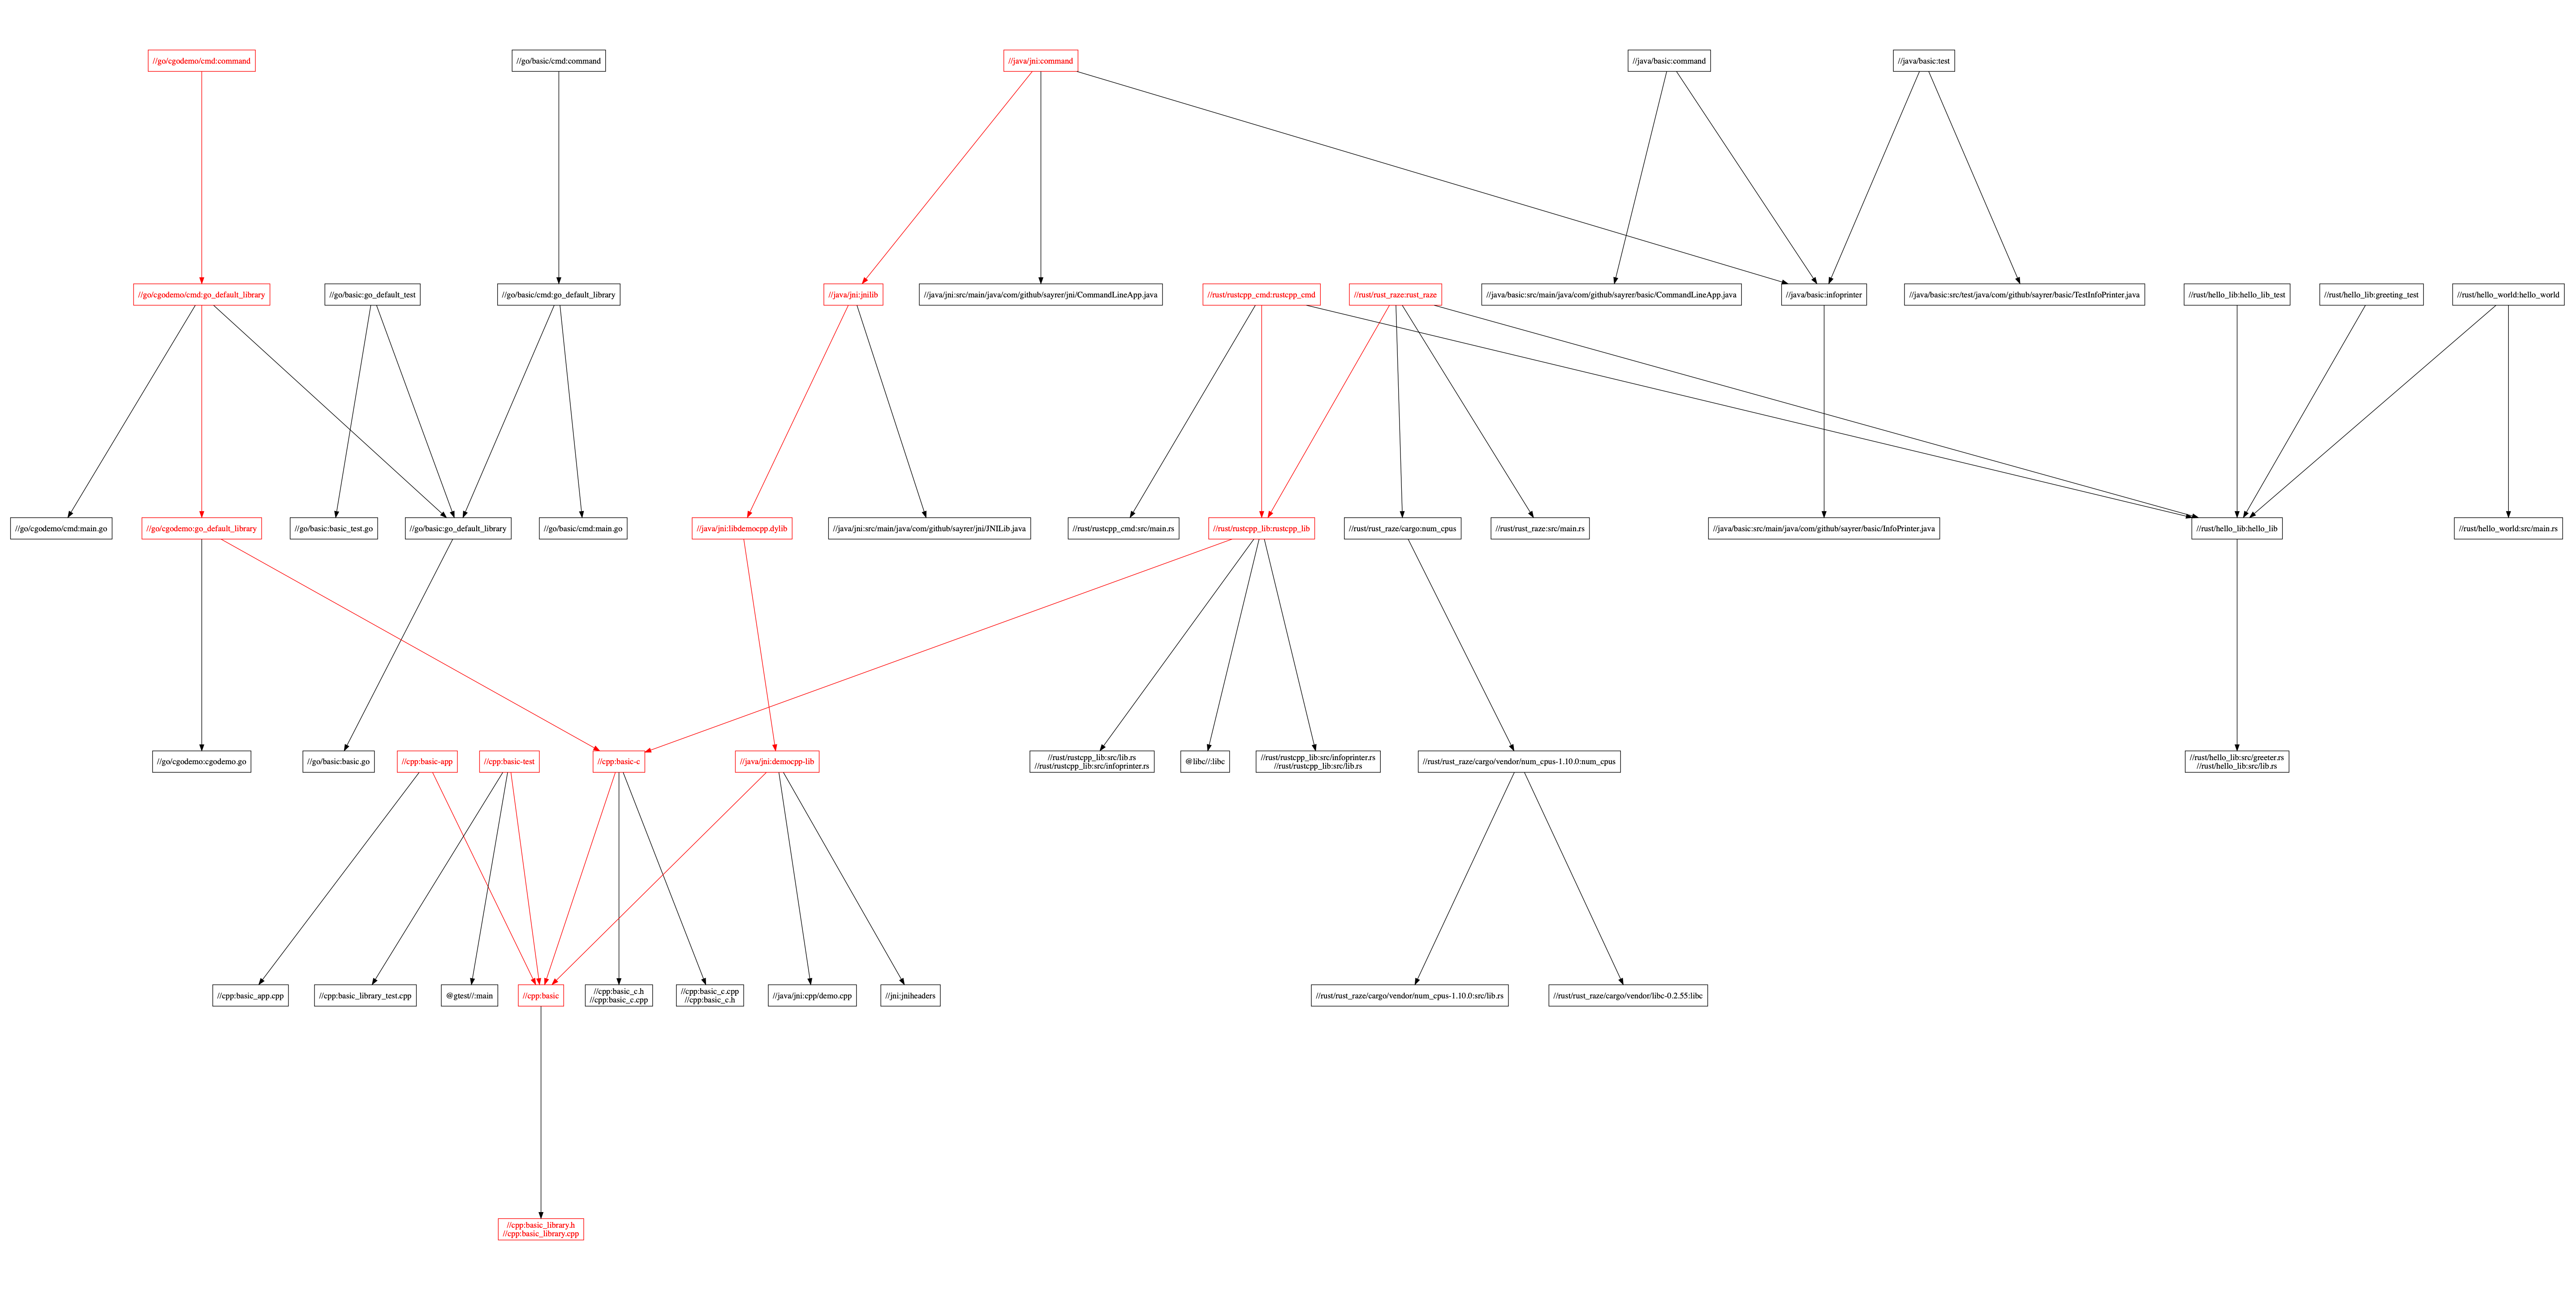 //go/cgodemo/cmd:command
//go/basic/cmd:command
//java/jni:command
//java/basic:command
//java/basic:test
//go/cgodemo/cmd:go_default_library
//go/basic:go_default_test
//go/basic/cmd:go_default_library
//java/jni:jnilib
//java/jni:src/main/java/com/github/sayrer/jni/CommandLineApp.java
//rust/rustcpp_cmd:rustcpp_cmd
//rust/rust_raze:rust_raze
//java/basic:src/main/java/com/github/sayrer/basic/CommandLineApp.java
//java/basic:infoprinter
//java/basic:src/test/java/com/github/sayrer/basic/TestInfoPrinter.java
//rust/hello_lib:hello_lib_test
//rust/hello_lib:greeting_test
//rust/hello_world:hello_world
//go/cgodemo/cmd:main.go
//go/cgodemo:go_default_library
//go/basic:basic_test.go
//go/basic:go_default_library
//go/basic/cmd:main.go
//java/jni:libdemocpp.dylib
//java/jni:src/main/java/com/github/sayrer/jni/JNILib.java
//rust/rustcpp_cmd:src/main.rs
//rust/rustcpp_lib:rustcpp_lib
//rust/rust_raze/cargo:num_cpus
//rust/rust_raze:src/main.rs
//java/basic:src/main/java/com/github/sayrer/basic/InfoPrinter.java
//rust/hello_lib:hello_lib
//rust/hello_world:src/main.rs
//go/cgodemo:cgodemo.go
//go/basic:basic.go
//cpp:basic-app
//cpp:basic-test
//cpp:basic-c
//java/jni:democpp-lib
//rust/rustcpp_lib:src/lib.rs
//rust/rustcpp_lib:src/infoprinter.rs
@libc//:libc
//rust/rustcpp_lib:src/infoprinter.rs
//rust/rustcpp_lib:src/lib.rs
//rust/rust_raze/cargo/vendor/num_cpus-1.10.0:num_cpus
//rust/hello_lib:src/greeter.rs
//rust/hello_lib:src/lib.rs
//cpp:basic_app.cpp
//cpp:basic_library_test.cpp
@gtest//:main
//cpp:basic
//cpp:basic_c.h
//cpp:basic_c.cpp
//cpp:basic_c.cpp
//cpp:basic_c.h
//java/jni:cpp/demo.cpp
//jni:jniheaders
//rust/rust_raze/cargo/vendor/num_cpus-1.10.0:src/lib.rs
//rust/rust_raze/cargo/vendor/libc-0.2.55:libc
//cpp:basic_library.h
//cpp:basic_library.cpp